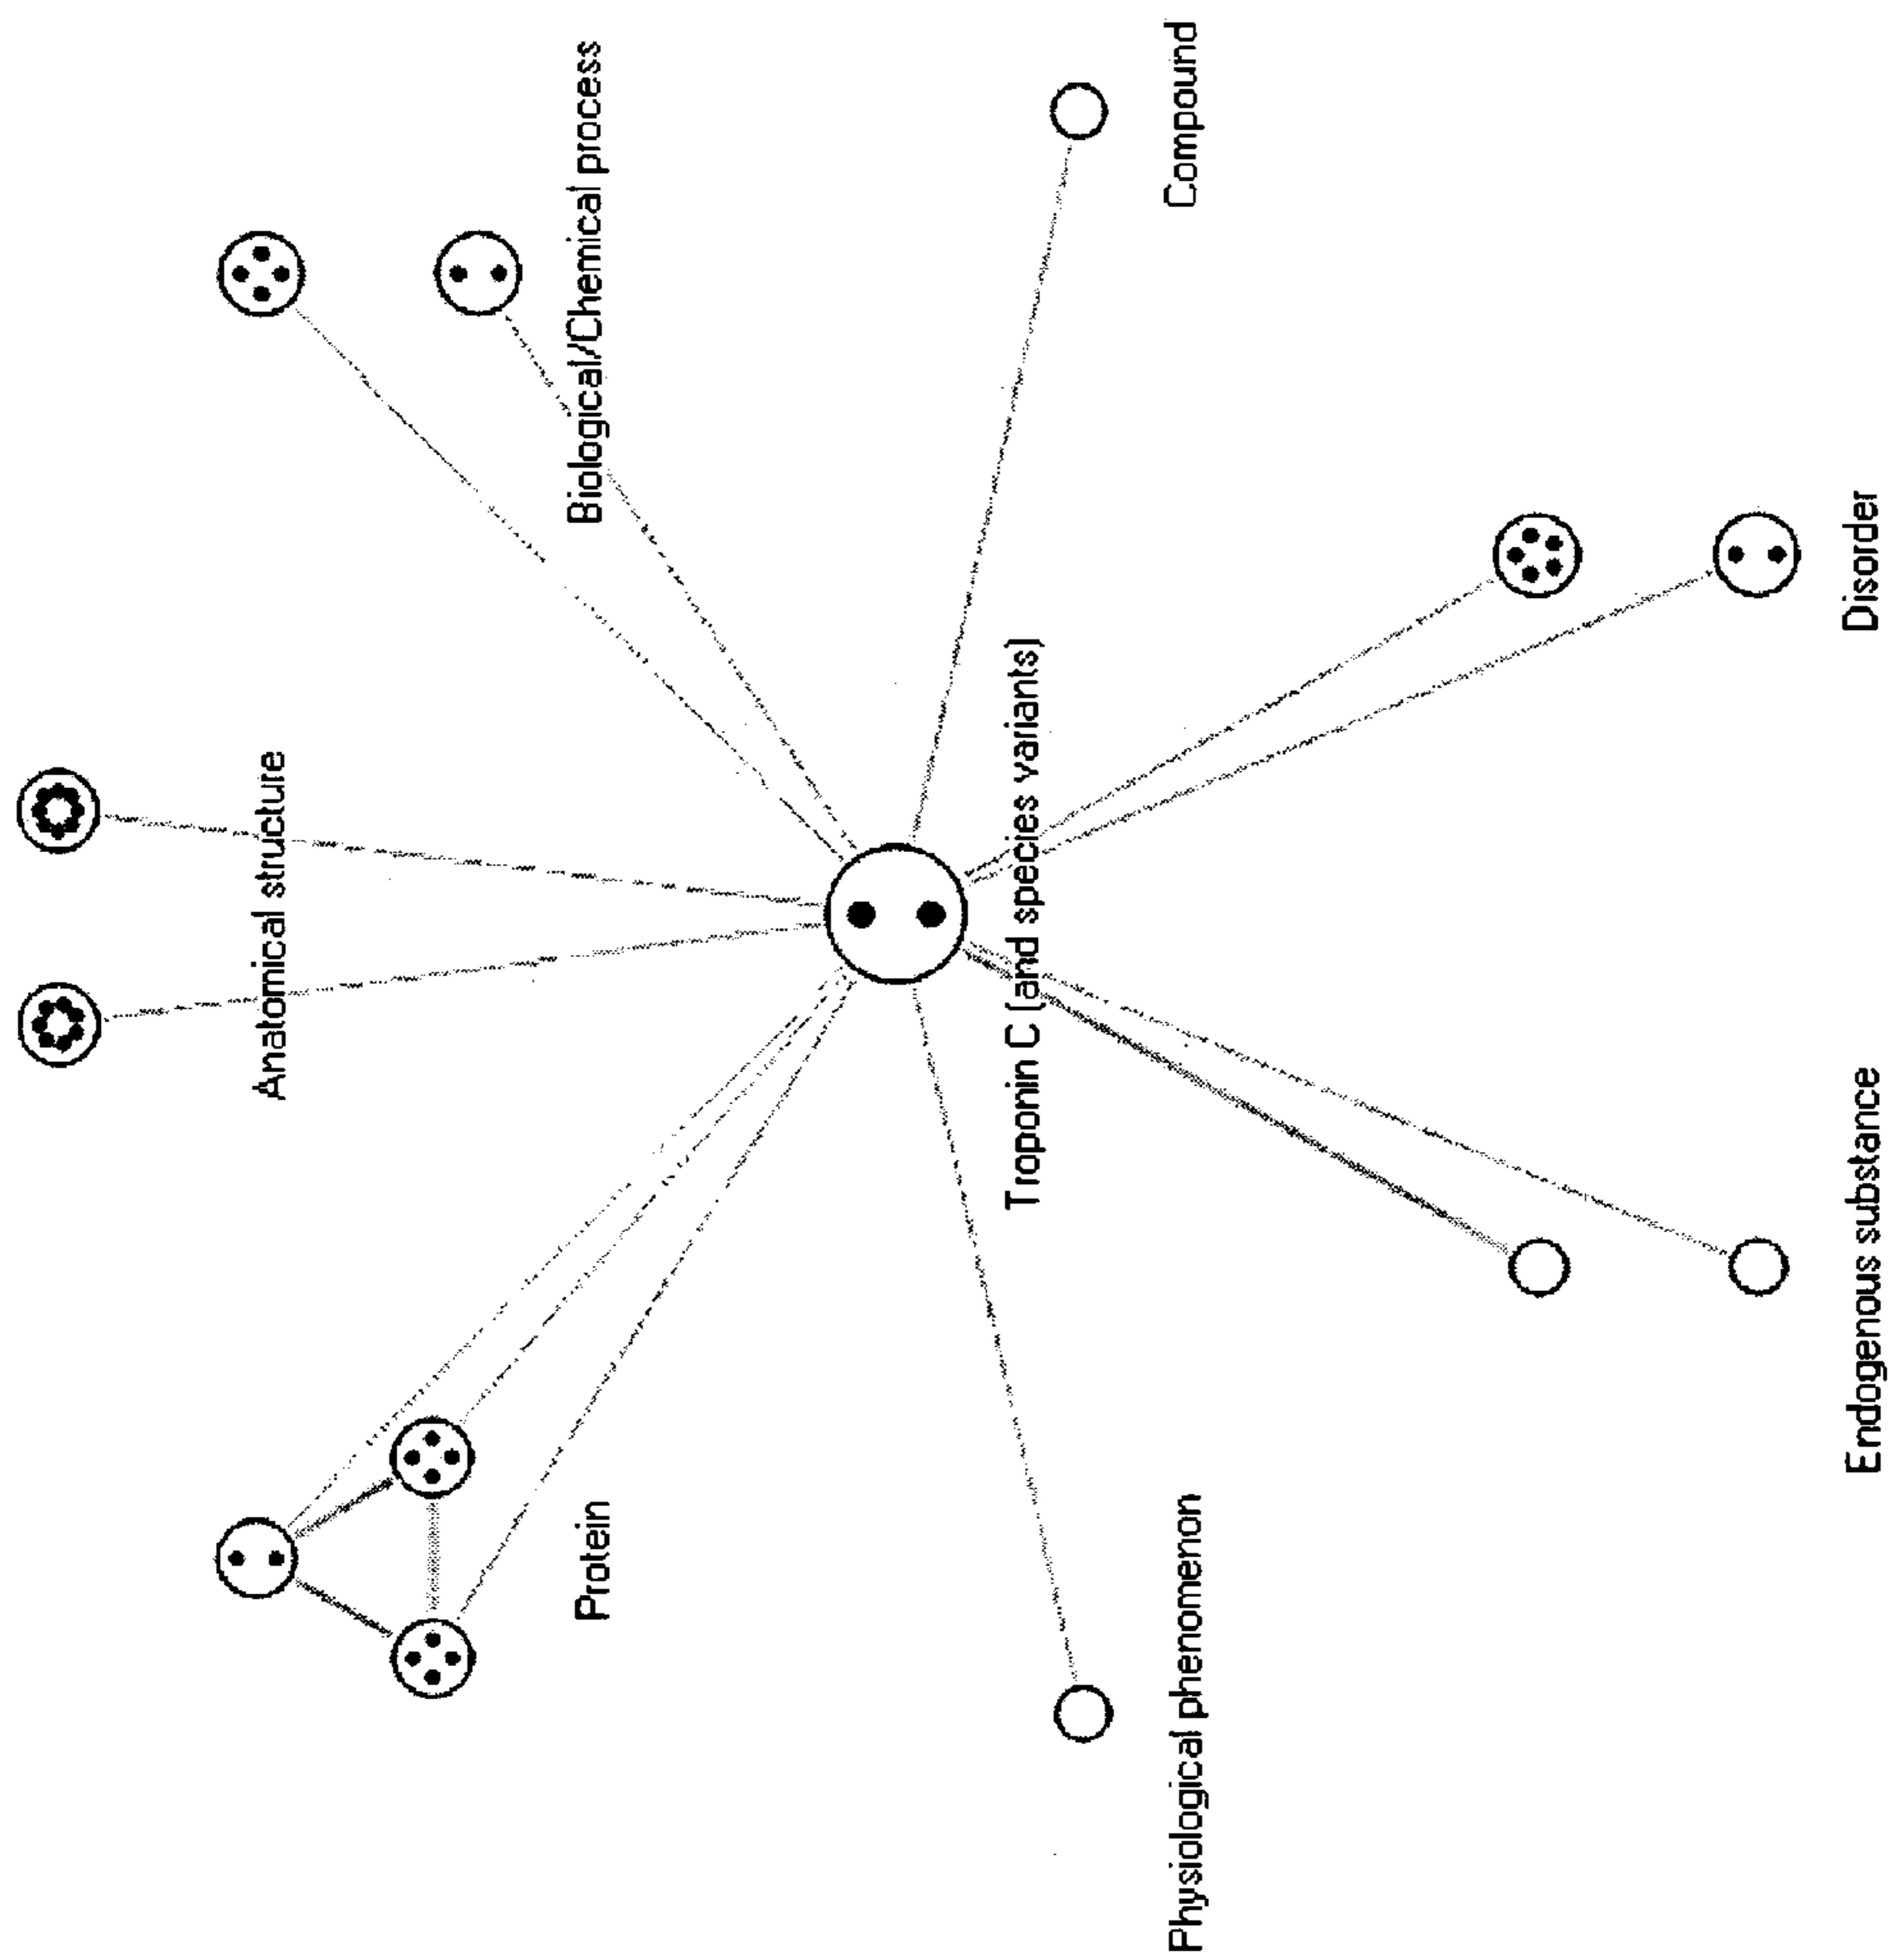 Anatomical structure
Protein
Biological/Chemical process
Troponin C (and species variants)
Physiological phenomenon
Compound
Endogenous substance
Disorder